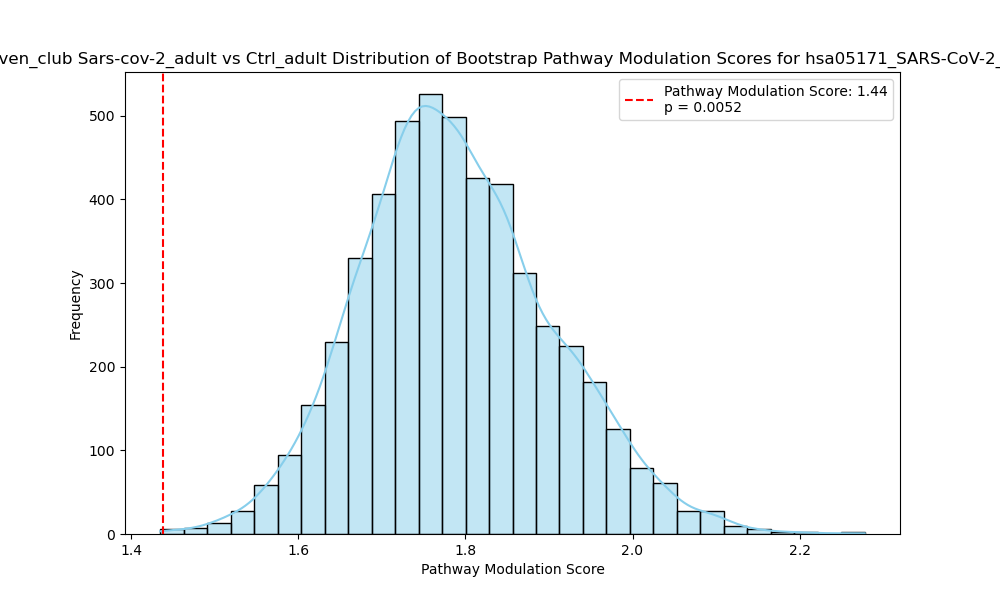 ven_club Sars-cov-2_adult vs Ctrl_adult Distribution of Bootstrap Pathway Modulation Scores for hsa05171_SARS-CoV-2_
Pathway Modulation Score: 1.44
p = 0.0052
500
400
300
200
100
0
Frequency
1.4 1.6 1.8 2.0 2.2
Pathway Modulation Score